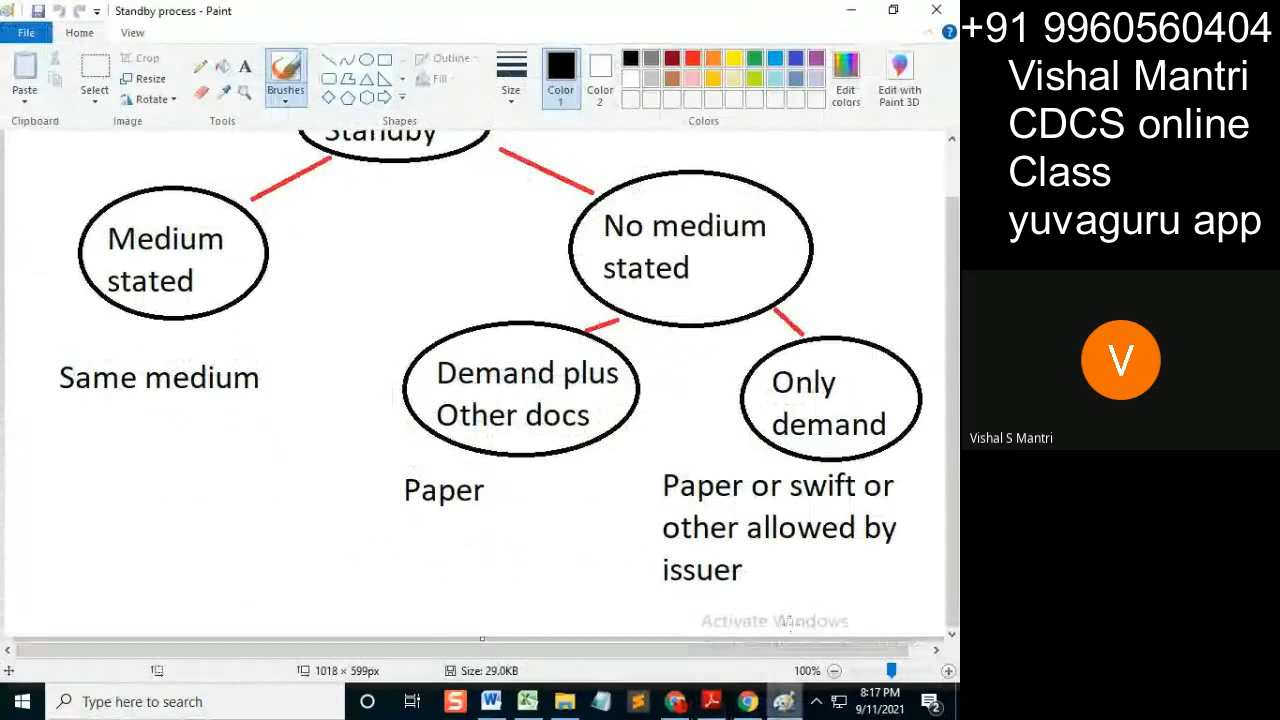 Standby process - Paint
File
Home
View
Paste
Clipboard
Select
Crop
Resize
Rotate
Image
Tools
Brushes
Outline
Fill
Shapes
Size
Color
1
Color
2
Edit
colors
Edit with
Paint 3D
Colors
Standby
Medium
stated
No medium
stated
Same medium
Demand plus
Other docs
Only
demand
Paper
Paper or swift or
other allowed by
issuer
Activate Windows
1018 × 599px
Size: 29.0KB
100%
Type here to search
8:17 PM
9/11/2021
2
+91 9960560404
Vishal Mantri
CDCS online
Class
yuvaguru app
V
Vishal S Mantri